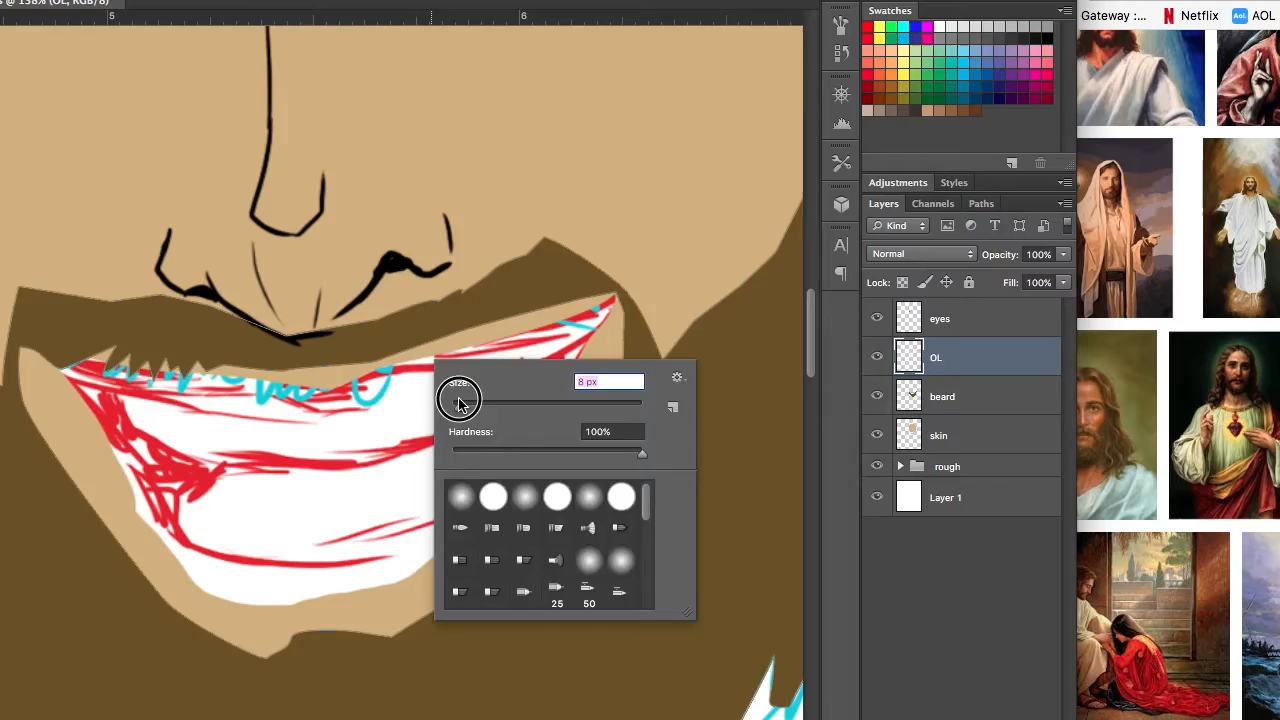 @ 138% (OL, RGB/8)
5
6
Swatches
Gateway :...
Netflix
Aol.
AOL
Adjustments
Styles
Layers
Channels
Paths
Kind
Normal
Opacity:
100%
Lock:
Fill:
100%
eyes
OL
beard
skin
rough
Layer 1
Size:
8 px
Hardness:
100%
25
50